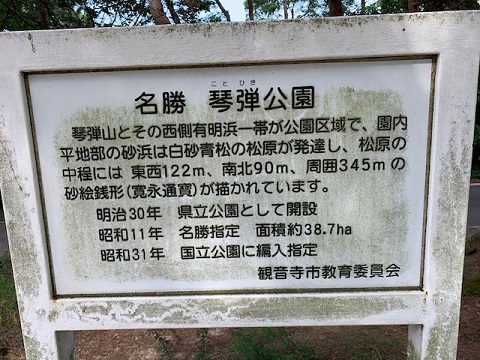 ことひき
名勝 琴弾公園
琴弾山とその西側有明浜一帯が公園区域で、園内
平地部の砂浜は白砂青松の松原が発達し、松原の
中程には 東西122m、南北90m、周囲345mの
砂絵銭形(寛永通寳)が描かれています。
明治30年 県立公園として開設
昭和11年 名勝指定 面積約38.7ha
昭和31年 国立公園に編入指定
観音寺市教育委員会